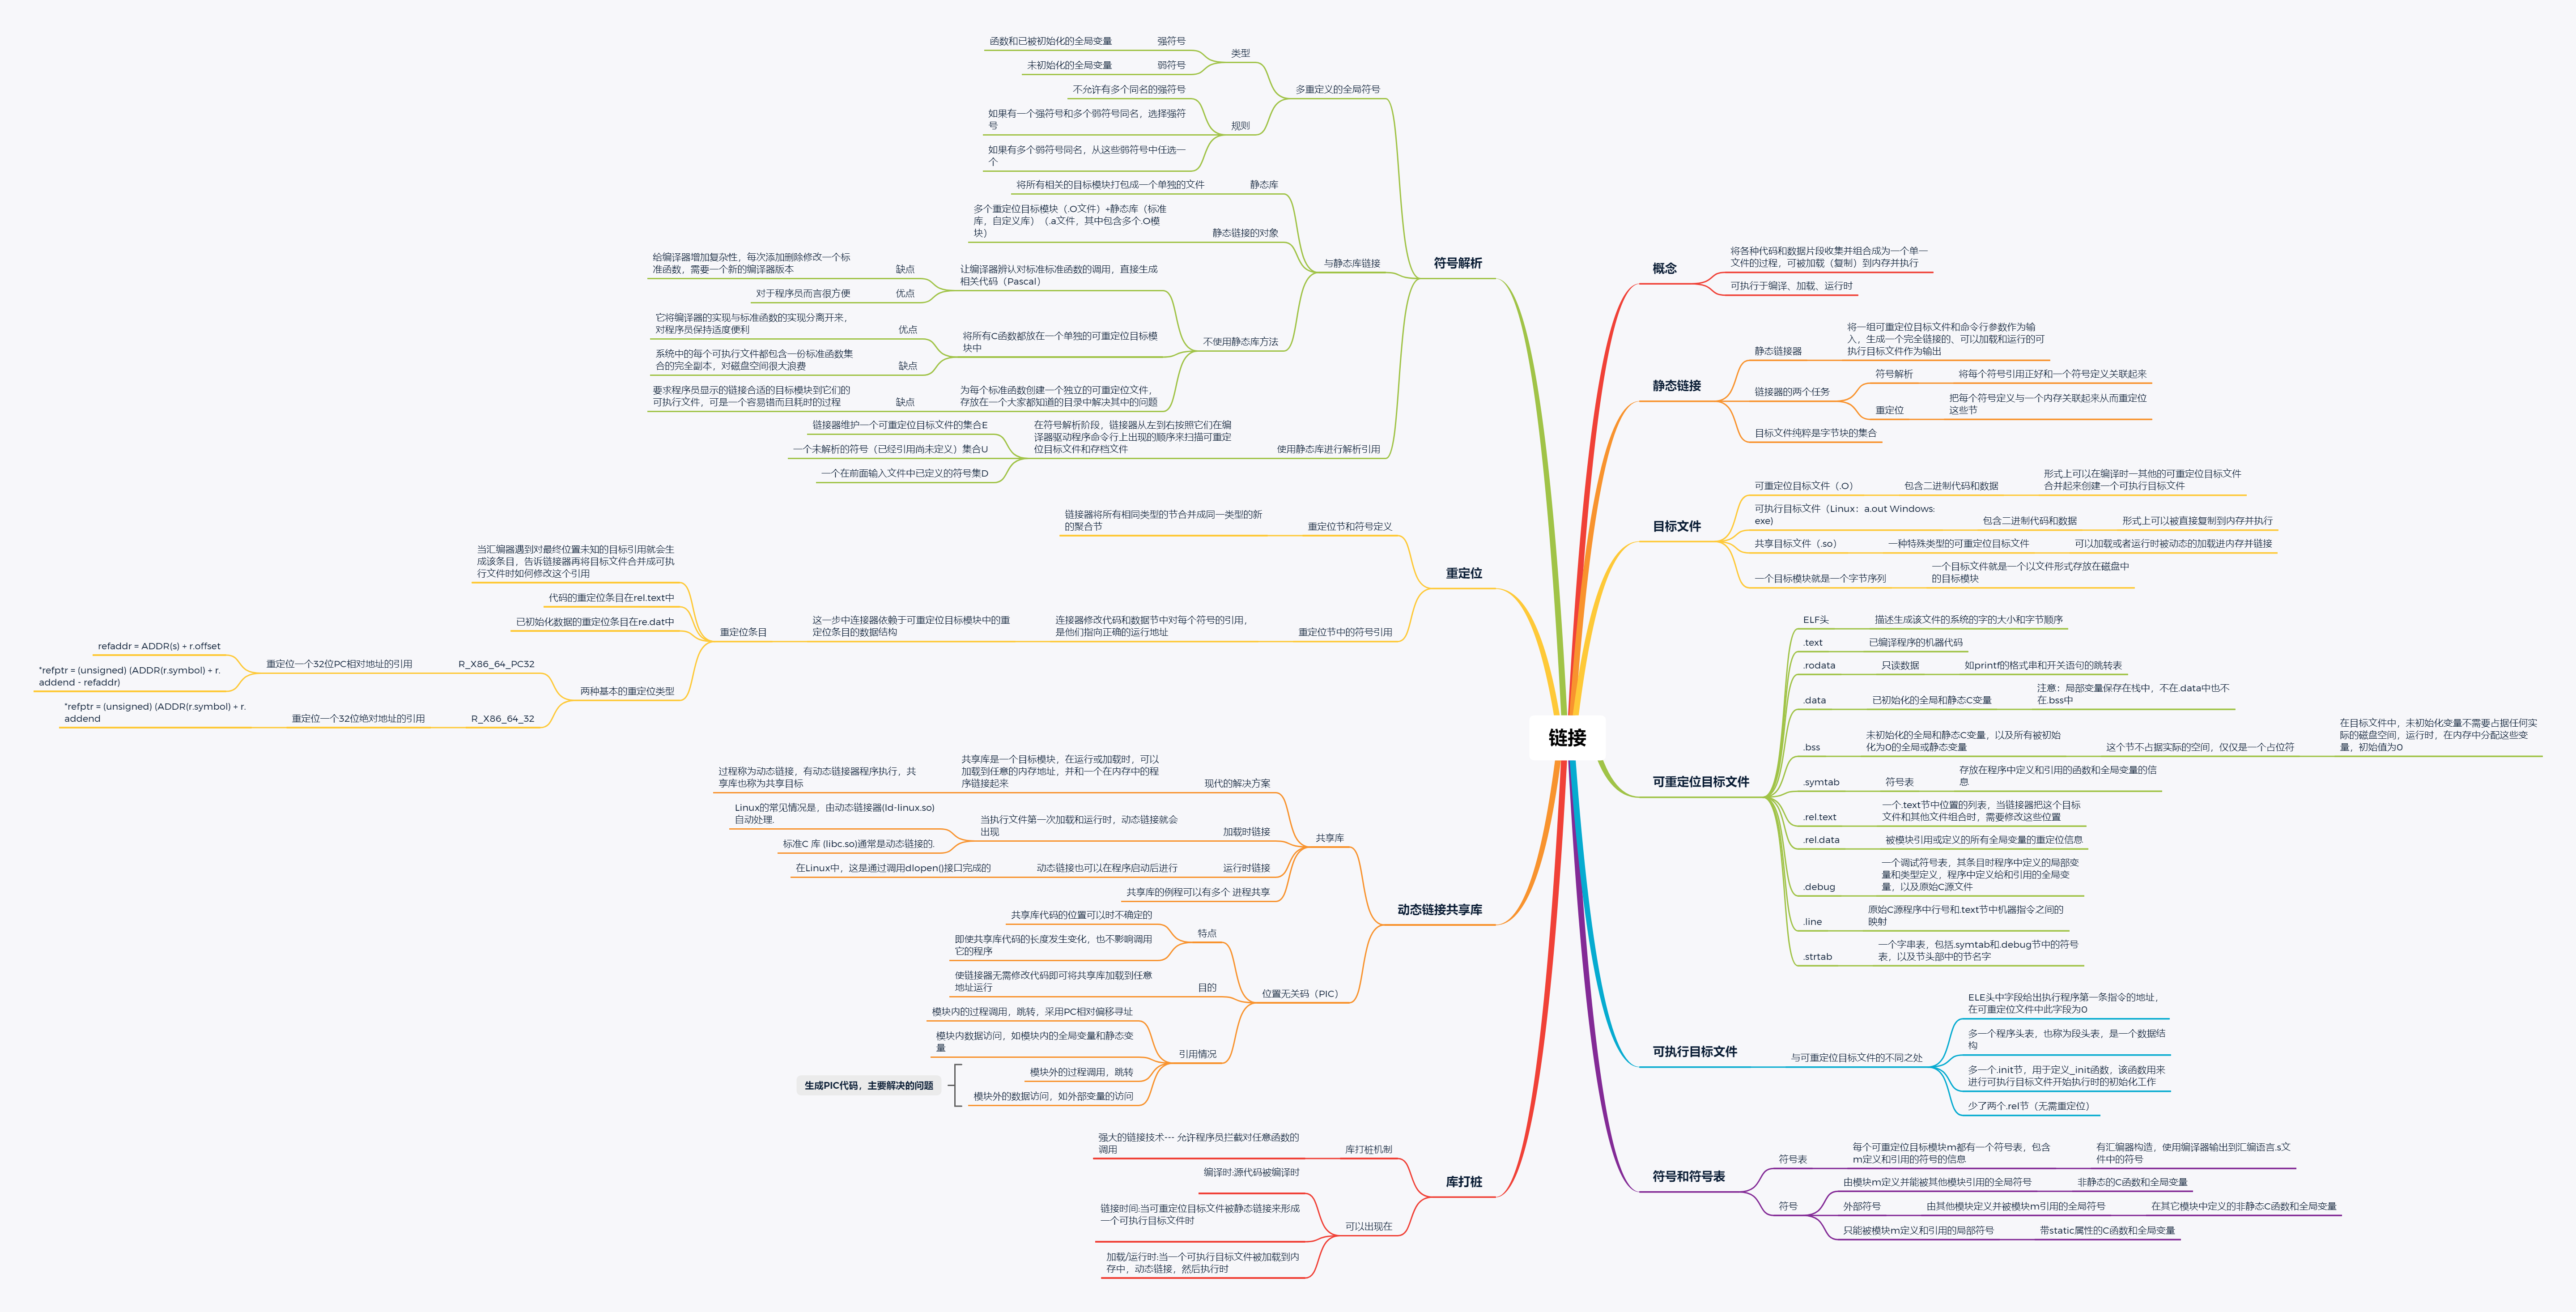 链接
概念
将各种代码和数据片段收集并组合成为一个单一
文件的过程，可被加载（复制）到内存并执行
可执行于编译、加载、运行时
静态链接
静态链接器
将一组可重定位目标文件和命令行参数作为输
入，生成一个完全链接的、可以加载和运行的可
执行目标文件作为输出
链接器的两个任务
符号解析
将每个符号引用正好和一个符号定义关联起来
重定位
把每个符号定义与一个内存关联起来从而重定位
这些节
目标文件纯粹是字节块的集合
目标文件
可重定位目标文件（.O）
包含二进制代码和数据
形式上可以在编译时一其他的可重定位目标文件
合并起来创建一个可执行目标文件
可执行目标文件（Linux：a.out Windows:
exe)
包含二进制代码和数据
形式上可以被直接复制到内存并执行
共享目标文件（.so）
一种特殊类型的可重定位目标文件
可以加载或者运行时被动态的加载进内存并链接
一个目标模块就是一个字节序列
一个目标文件就是一个以文件形式存放在磁盘中
的目标模块
可重定位目标文件
ELF头
描述生成该文件的系统的字的大小和字节顺序
.text
已编译程序的机器代码
.rodata
只读数据
如printf的格式串和开关语句的跳转表
.data
已初始化的全局和静态C变量
注意：局部变量保存在栈中，不在.data中也不
在.bss中
.bss
未初始化的全局和静态C变量，以及所有被初始
化为0的全局或静态变量
这个节不占据实际的空间，仅仅是一个占位符
在目标文件中，未初始化变量不需要占据任何实
际的磁盘空间，运行时，在内存中分配这些变
量，初始值为0
.symtab
符号表
存放在程序中定义和引用的函数和全局变量的信
息
.rel.text
一个.text节中位置的列表，当链接器把这个目标
文件和其他文件组合时，需要修改这些位置
.rel.data
被模块引用或定义的所有全局变量的重定位信息
.debug
一个调试符号表，其条目时程序中定义的局部变
量和类型定义，程序中定义给和引用的全局变
量，以及原始C源文件
.line
原始C源程序中行号和.text节中机器指令之间的
映射
.strtab
一个字串表，包括.symtab和.debug节中的符号
表，以及节头部中的节名字
可执行目标文件
与可重定位目标文件的不同之处
ELE头中字段给出执行程序第一条指令的地址，
在可重定位文件中此字段为0
多一个程序头表，也称为段头表，是一个数据结
构
多一个.init节，用于定义_init函数，该函数用来
进行可执行目标文件开始执行时的初始化工作
少了两个.rel节（无需重定位）
符号和符号表
符号表
每个可重定位目标模块m都有一个符号表，包含
m定义和引用的符号的信息
有汇编器构造，使用编译器输出到汇编语言.s文
件中的符号
符号
由模块m定义并能被其他模块引用的全局符号
非静态的C函数和全局变量
外部符号
由其他模块定义并被模块m引用的全局符号
在其它模块中定义的非静态C函数和全局变量
只能被模块m定义和引用的局部符号
带static属性的C函数和全局变量
符号解析
多重定义的全局符号
类型
强符号
函数和已被初始化的全局变量
弱符号
未初始化的全局变量
规则
不允许有多个同名的强符号
如果有一个强符号和多个弱符号同名，选择强符
号
如果有多个弱符号同名，从这些弱符号中任选一
个
与静态库链接
静态库
将所有相关的目标模块打包成一个单独的文件
静态链接的对象
多个重定位目标模块（.O文件）+静态库（标准
库，自定义库）（.a文件，其中包含多个.O模
块）
不使用静态库方法
让编译器辨认对标准标准函数的调用，直接生成
相关代码（Pascal）
缺点
给编译器增加复杂性，每次添加删除修改一个标
准函数，需要一个新的编译器版本
优点
对于程序员而言很方便
将所有C函数都放在一个单独的可重定位目标模
块中
优点
它将编译器的实现与标准函数的实现分离开来，
对程序员保持适度便利
缺点
系统中的每个可执行文件都包含一份标准函数集
合的完全副本，对磁盘空间很大浪费
为每个标准函数创建一个独立的可重定位文件，
存放在一个大家都知道的目录中解决其中的问题
缺点
要求程序员显示的链接合适的目标模块到它们的
可执行文件，可是一个容易错而且耗时的过程
使用静态库进行解析引用
在符号解析阶段，链接器从左到右按照它们在编
译器驱动程序命令行上出现的顺序来扫描可重定
位目标文件和存档文件
链接器维护一个可重定位目标文件的集合E
一个未解析的符号（已经引用尚未定义）集合U
一个在前面输入文件中已定义的符号集D
重定位
重定位节和符号定义
链接器将所有相同类型的节合并成同一类型的新
的聚合节
重定位节中的符号引用
连接器修改代码和数据节中对每个符号的引用，
是他们指向正确的运行地址
这一步中连接器依赖于可重定位目标模块中的重
定位条目的数据结构
重定位条目
当汇编器遇到对最终位置未知的目标引用就会生
成该条目，告诉链接器再将目标文件合并成可执
行文件时如何修改这个引用
代码的重定位条目在rel.text中
已初始化数据的重定位条目在re.dat中
两种基本的重定位类型
R_X86_64_PC32
重定位一个32位PC相对地址的引用
refaddr = ADDR(s) + r.offset
*refptr = (unsigned) (ADDR(r.symbol) + r.
addend - refaddr)
R_X86_64_32
重定位一个32位绝对地址的引用
*refptr = (unsigned) (ADDR(r.symbol) + r.
addend
动态链接共享库
共享库
现代的解决方案
共享库是一个目标模块，在运行或加载时，可以
加载到任意的内存地址，并和一个在内存中的程
序链接起来
过程称为动态链接，有动态链接器程序执行，共
享库也称为共享目标
加载时链接
当执行文件第一次加载和运行时，动态链接就会
出现
Linux的常见情况是，由动态链接器(ld-linux.so)
自动处理.
标准C 库 (libc.so)通常是动态链接的.
运行时链接
动态链接也可以在程序启动后进行
在Linux中，这是通过调用dlopen()接口完成的
共享库的例程可以有多个 进程共享
位置无关码（PIC）
特点
共享库代码的位置可以时不确定的
即使共享库代码的长度发生变化，也不影响调用
它的程序
目的
使链接器无需修改代码即可将共享库加载到任意
地址运行
引用情况
模块内的过程调用，跳转，采用PC相对偏移寻址
模块内数据访问，如模块内的全局变量和静态变
量
模块外的过程调用，跳转
模块外的数据访问，如外部变量的访问
生成PIC代码，主要解决的问题
库打桩
库打桩机制
强大的链接技术--- 允许程序员拦截对任意函数的
调用
可以出现在
编译时:源代码被编译时
链接时间:当可重定位目标文件被静态链接来形成
一个可执行目标文件时
加载/运行时:当一个可执行目标文件被加载到内
存中，动态链接，然后执行时